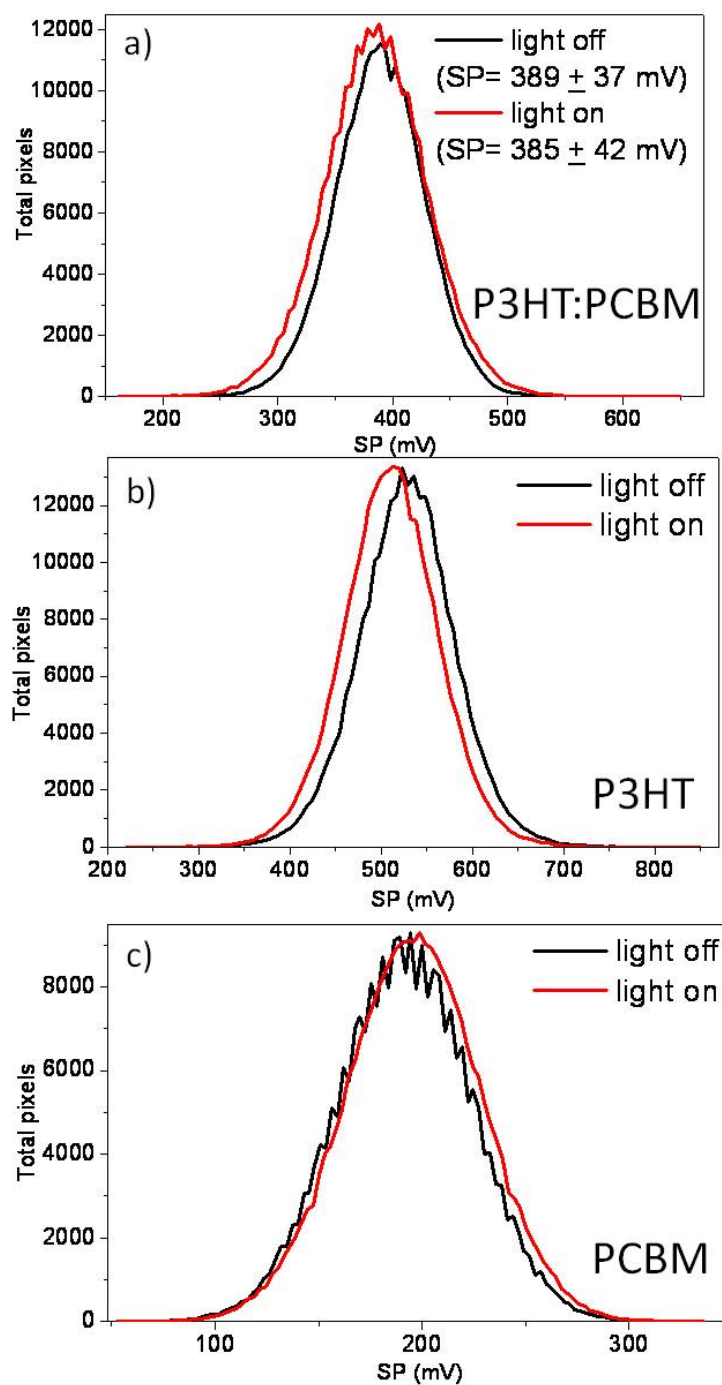 a)
light off
(SP= 389 ± 37 mV)
light on
(SP= 385 ± 42 mV)
P3HT:PCBM
Total pixels
12000
10000
8000
6000
4000
2000
0
200 300 400 500 600
SP (mV)
b)
light off
light on
P3HT
Total pixels
12000
10000
8000
6000
4000
2000
0
200 300 400 500 600 700 800
SP (mV)
c)
light off
light on
PCBM
Total pixels
8000
6000
4000
2000
0
100 200 300
SP (mV)